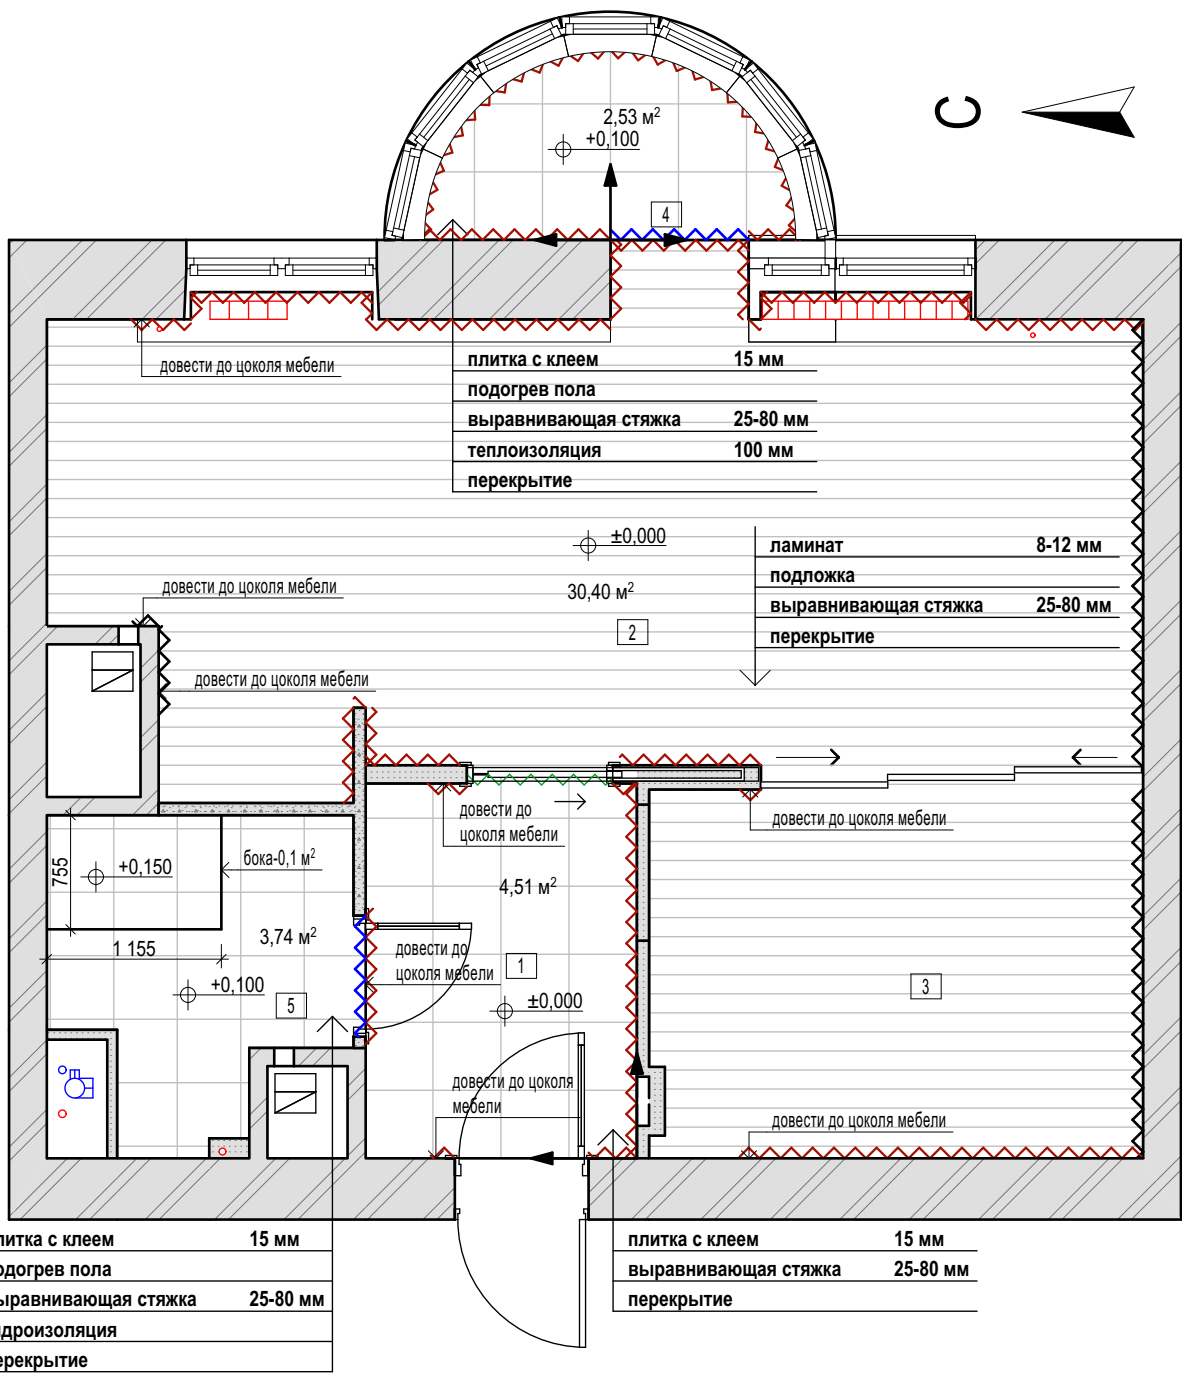 С
2,53 м²
+0,100
4
довести до цоколя мебели
плитка с клеем 15 мм
подогрев пола
выравнивающая стяжка 25-80 мм
теплоизоляция 100 мм
перекрытие
±0,000
30,40 м²
2
ламинат 8-12 мм
подложка
выравнивающая стяжка 25-80 мм
перекрытие
довести до цоколя мебели
довести до цоколя мебели
довести до
цоколя мебели
довести до цоколя мебели
755
+0,150
бока-0,1 м²
1 155
3,74 м²
+0,100
5
4,51 м²
довести до
цоколя мебели
1
±0,000
3
довести до цоколя
мебели
довести до цоколя мебели
литка с клеем 15 мм
одогрев пола
ыравнивающая стяжка 25-80 мм
идроизоляция
ерекрытие
плитка с клеем 15 мм
выравнивающая стяжка 25-80 мм
перекрытие